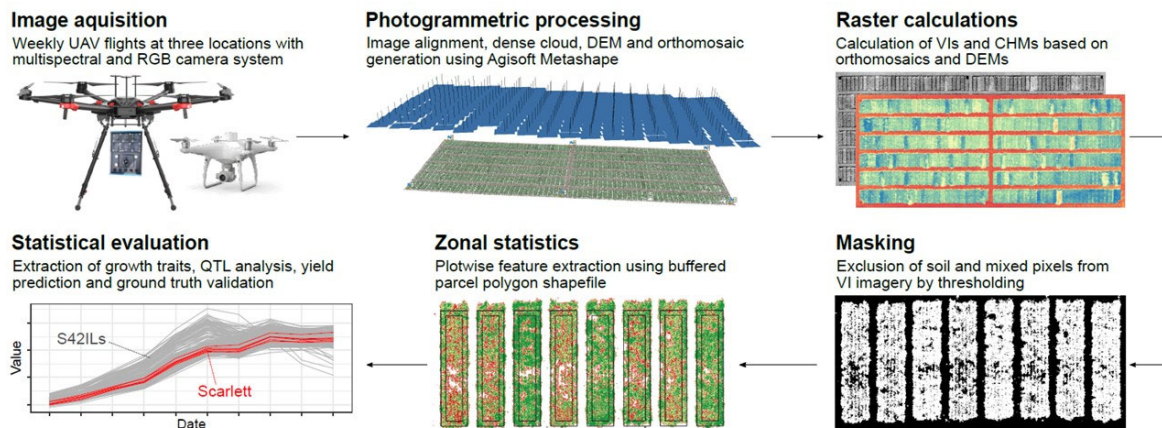 Image aquisition
Weekly UAV flights at three locations with
multispectral and RGB camera system
Photogrammetric processing
Image alignment, dense cloud, DEM and orthomosaic
generation using Agisoft Metashape
Raster calculations
Calculation of VIs and CHMs based on
orthomosaics and DEMs
Statistical evaluation
Extraction of growth traits, QTL analysis, yield
prediction and ground truth validation
Value
S42ILs
Scarlett
Date
Zonal statistics
Plotwise feature extraction using buffered
parcel polygon shapefile
Masking
Exclusion of soil and mixed pixels from
VI imagery by thresholding